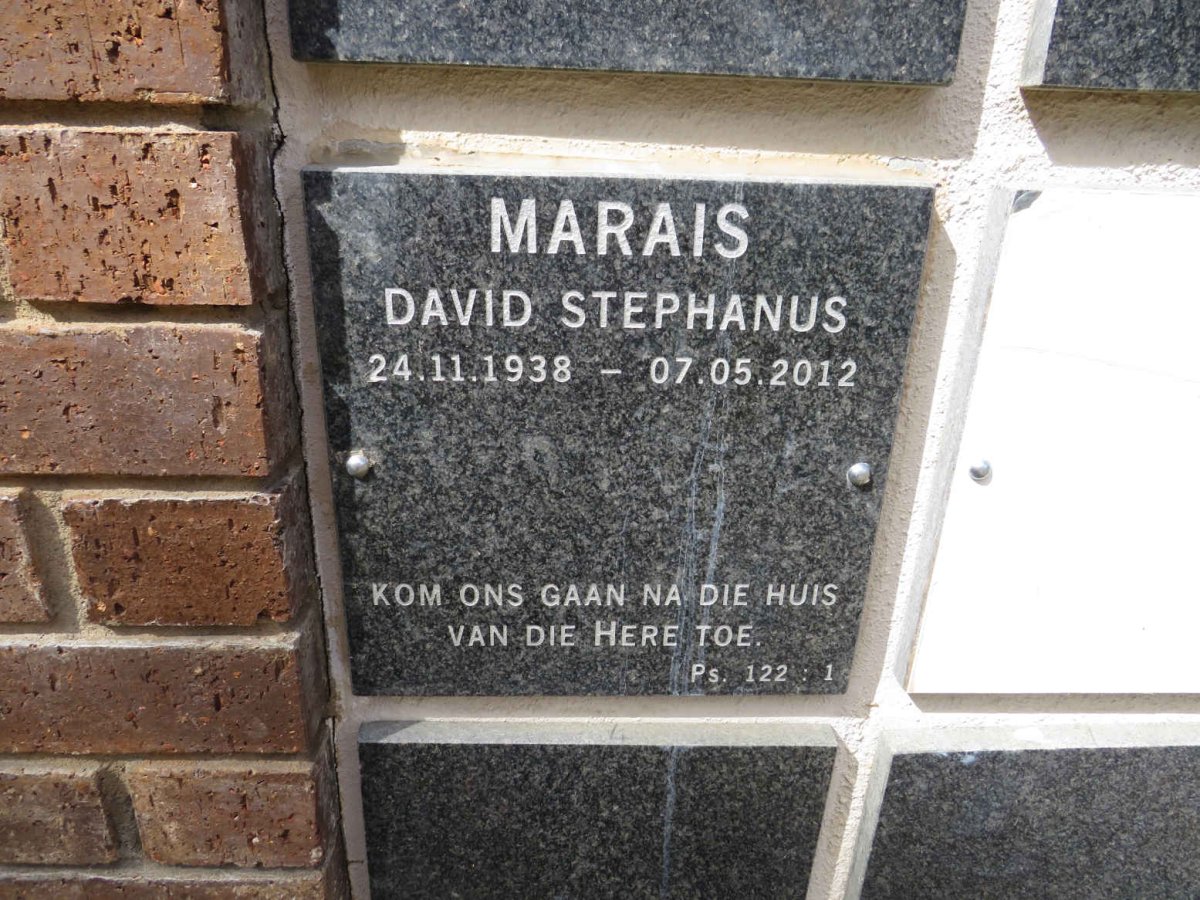 MARAIS
DAVID STEPHANUS
24.11.1938 – 07.05.2012
KOM ONS GAAN NA DIE HUIS
VAN DIE HERE TOE.
Ps. 122 : 1